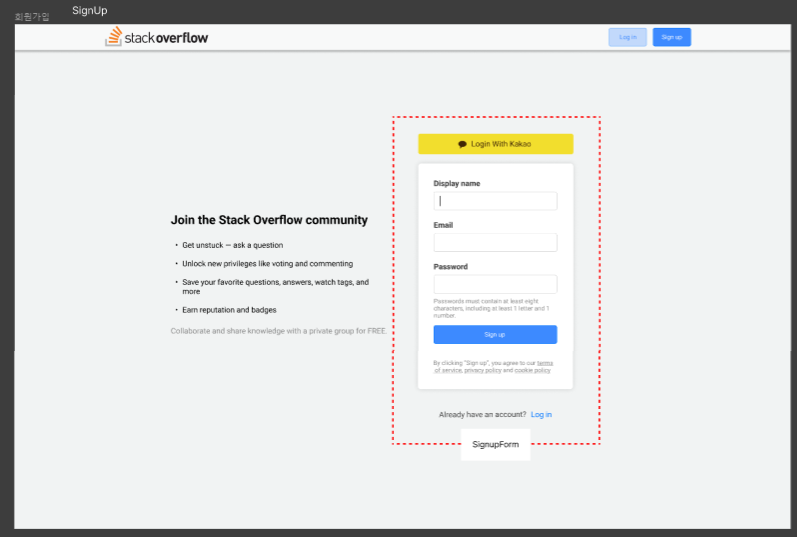 회원가입
SignUp
stackoverflow
Log in
Sign up
Login With Kakao
Display name
Email
Password
Passwords must contain at least eight
characters, including at least 1 letter and 1
number.
Sign up
By clicking "Sign up", you agree to our terms
of service, privacy policy and cookie policy
Already have an account? Log in
SignupForm
Join the Stack Overflow community
• Get unstuck — ask a question
• Unlock new privileges like voting and commenting
• Save your favorite questions, answers, watch tags, and
more
• Earn reputation and badges
Collaborate and share knowledge with a private group for FREE.